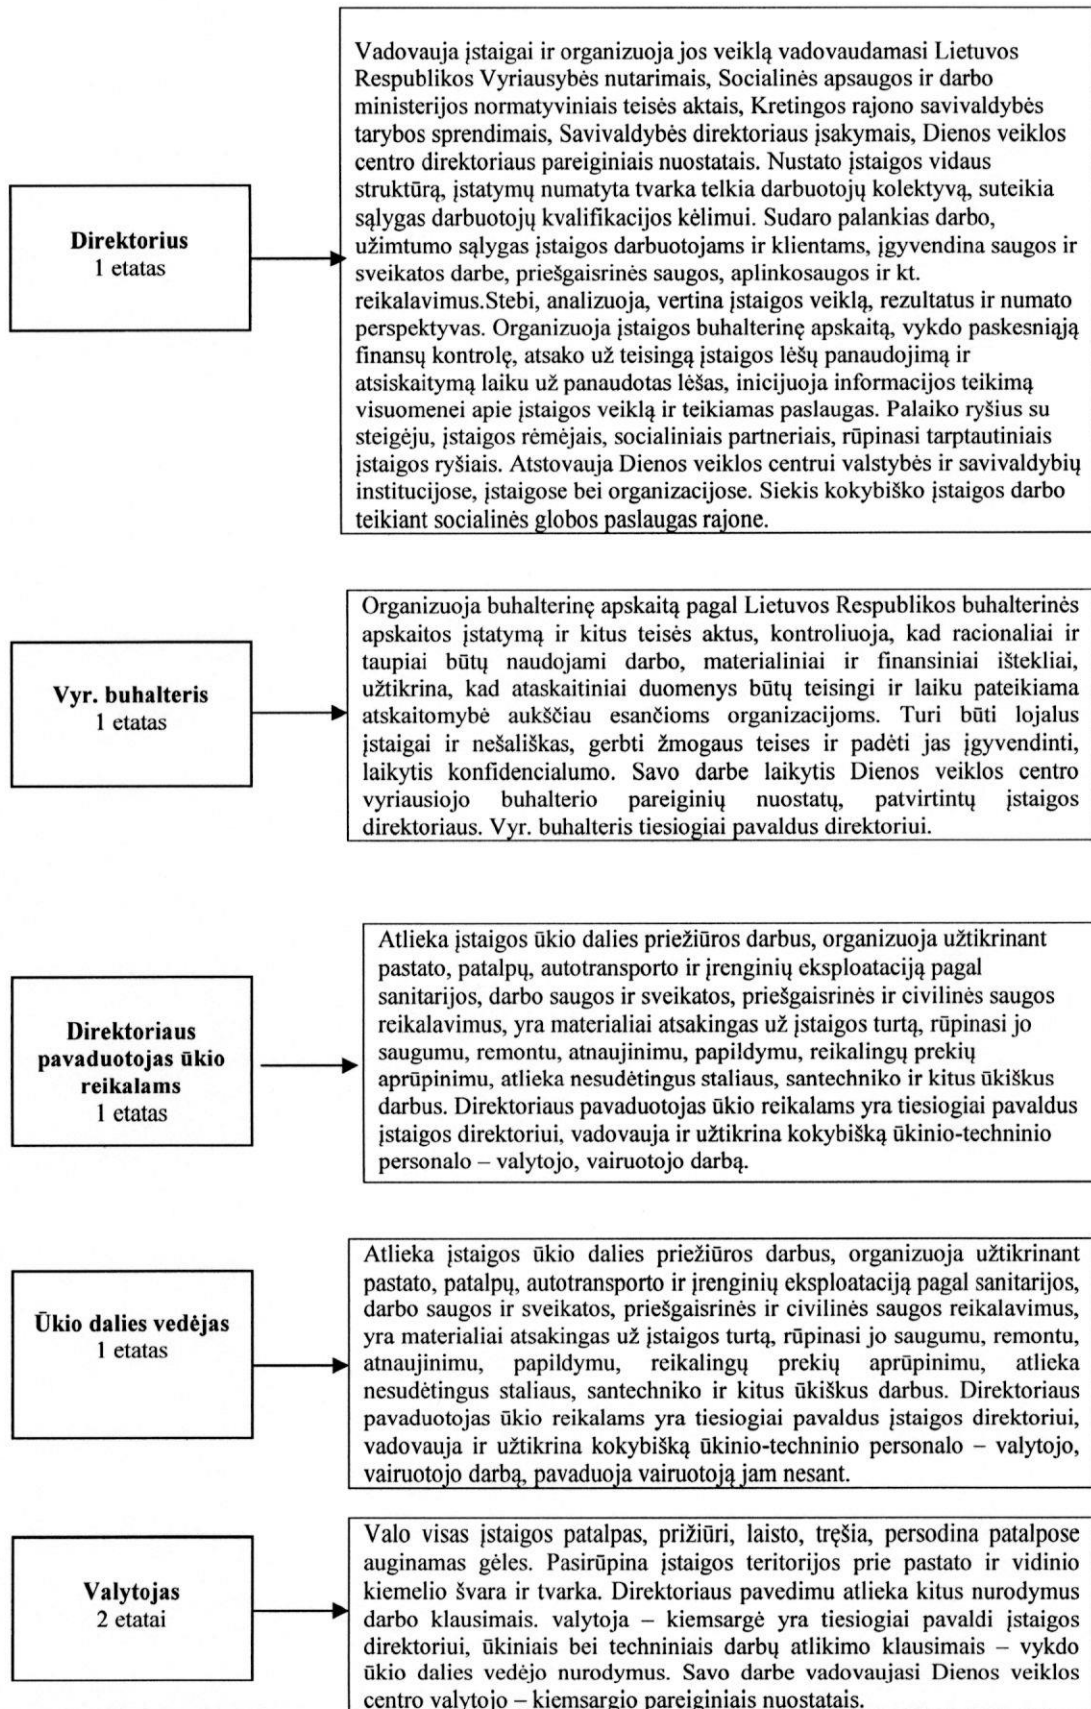 Direktorius
1 etatas
Vadovauja įstaigai ir organizuoja jos veiklą vadovaudamasi Lietuvos
Respublikos Vyriausybės nutarimais, Socialinės apsaugos ir darbo
ministerijos normatyviniais teisės aktais, Kretingos rajono savivaldybės
tarybos sprendimais, Savivaldybės direktoriaus įsakymais, Dienos veiklos
centro direktoriaus pareiginiais nuostatais. Nustato įstaigos vidaus
struktūrą, įstatymų numatyta tvarka telkia darbuotojų kolektyvą, suteikia
sąlygas darbuotojų kvalifikacijos kėlimui. Sudaro palankias darbo,
užimtumo sąlygas įstaigos darbuotojams ir klientams, įgyvendina saugos ir
sveikatos darbe, priešgaisrinės saugos, aplinkosaugos ir kt.
reikalavimus.Stebi, analizuoja, vertina įstaigos veiklą, rezultatus ir numato
perspektyvas. Organizuoja įstaigos buhalterinę apskaitą, vykdo paskesniąją
finansų kontrolę, atsako už teisingą įstaigos lėšų panaudojimą ir
atsiskaitymą laiku už panaudotas lėšas, inicijuoja informacijos teikimą
visuomenei apie įstaigos veiklą ir teikiamas paslaugas. Palaiko ryšius su
steigėju, įstaigos rėmėjais, socialiniais partneriais, rūpinasi tarptautiniais
įstaigos ryšiais. Atstovauja Dienos veiklos centrui valstybės ir savivaldybių
institucijose, įstaigose bei organizacijose. Siekis kokybiško įstaigos darbo
teikiant socialinės globos paslaugas rajone.
Vyr. buhalteris
1 etatas
Organizuoja buhalterinę apskaitą pagal Lietuvos Respublikos buhalterinės
apskaitos įstatymą ir kitus teisės aktus, kontroliuoja, kad racionaliai ir
taupiai būtų naudojami darbo, materialiniai ir finansiniai ištekliai,
užtikrina, kad ataskaitiniai duomenys būtų teisingi ir laiku pateikiama
atskaitomybė aukščiau esančioms organizacijoms. Turi būti lojalus
įstaigai ir nešališkas, gerbti žmogaus teises ir padėti jas įgyvendinti,
laikytis konfidencialumo. Savo darbe laikytis Dienos veiklos centro
vyriausiojo buhalterio pareiginių nuostatų, patvirtintų įstaigos
direktoriaus. Vyr. buhalteris tiesiogiai pavaldus direktoriui.
Direktoriaus
pavaduotojas ūkio
reikalams
1 etatas
Atlieka įstaigos ūkio dalies priežiūros darbus, organizuoja užtikrinant
pastato, patalpų, autotransporto ir įrenginių eksploataciją pagal
sanitarijos, darbo saugos ir sveikatos, priešgaisrinės ir civilinės saugos
reikalavimus, yra materialiai atsakingas už įstaigos turtą, rūpinasi jo
saugumu, remontu, atnaujinimu, papildymu, reikalingų prekių
aprūpinimu, atlieka nesudėtingus staliaus, santechniko ir kitus ūkiškus
darbus. Direktoriaus pavaduotojas ūkio reikalams yra tiesiogiai pavaldus
įstaigos direktoriui, vadovauja ir užtikrina kokybišką ūkinio-techninio
personalo – valytojo, vairuotojo darbą.
Ūkio dalies vedėjas
1 etatas
Atlieka įstaigos ūkio dalies priežiūros darbus, organizuoja užtikrinant
pastato, patalpų, autotransporto ir įrenginių eksploataciją pagal sanitarijos,
darbo saugos ir sveikatos, priešgaisrinės ir civilinės saugos reikalavimus,
yra materialiai atsakingas už įstaigos turtą, rūpinasi jo saugumu, remontu,
atnaujinimu, papildymu, reikalingų prekių aprūpinimu, atlieka
nesudėtingus staliaus, santechniko ir kitus ūkiškus darbus. Direktoriaus
pavaduotojas ūkio reikalams yra tiesiogiai pavaldus įstaigos direktoriui,
vadovauja ir užtikrina kokybišką ūkinio-techninio personalo – valytojo,
vairuotojo darbą, pavaduoja vairuotoją jam nesant.
Valytojas
2 etatai
Valo visas įstaigos patalpas, prižiūri, laisto, tręšia, persodina patalpose
auginamas gėles. Pasirūpina įstaigos teritorijos prie pastato ir vidinio
kiemelio švara ir tvarka. Direktoriaus pavedimu atlieka kitus nurodymus
darbo klausimais. valytoja – kiemsargė yra tiesiogiai pavaldi įstaigos
direktoriui, ūkiniais bei techniniais darbų atlikimo klausimais – vykdo
ūkio dalies vedėjo nurodymus. Savo darbe vadovaujasi Dienos veiklos
centro valytojo – kiemsargio pareiginiais nuostatais.